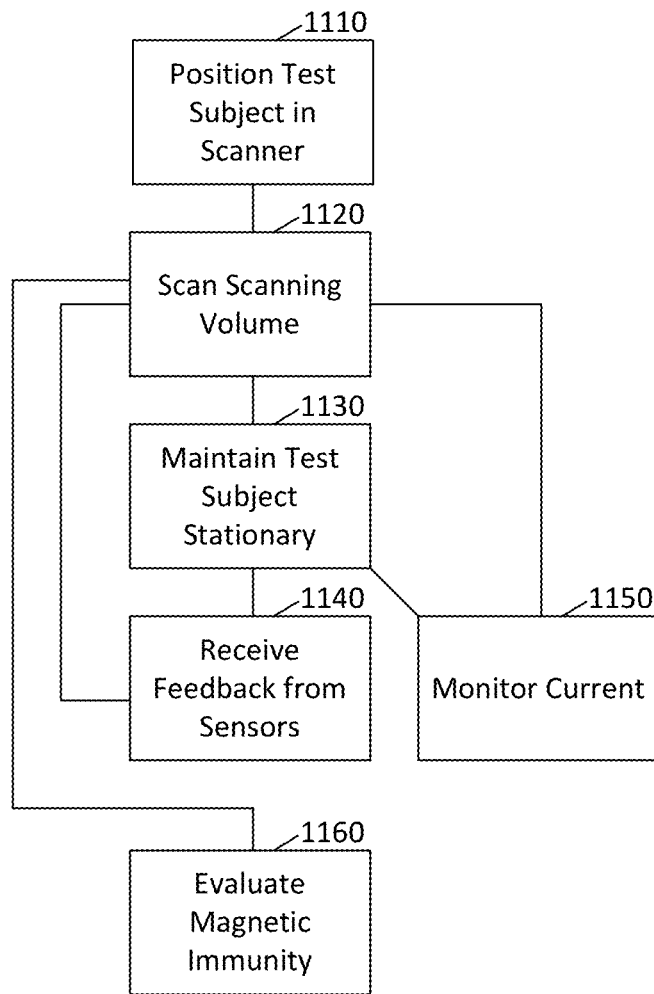 1110
Position Test
Subject in
Scanner
1120
Scan Scanning
Volume
1130
Maintain Test
Subject
Stationary
1140
Receive
Feedback from
Sensors
1150
Monitor Current
1160
Evaluate
Magnetic
Immunity